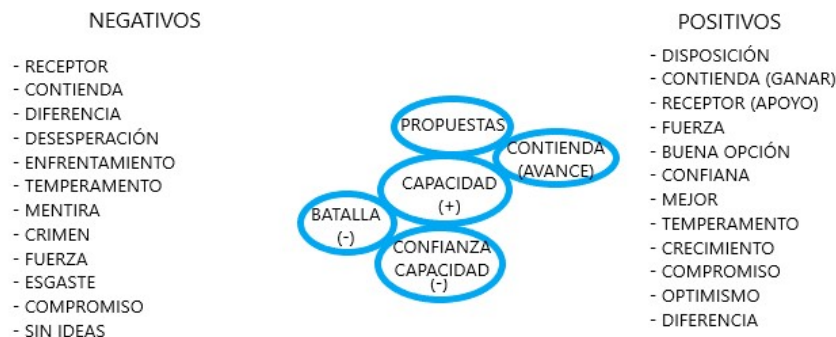 NEGATIVOS
- RECEPTOR
- CONTIENDA
- DIFERENCIA
- DESESPERACIÓN
- ENFRENTAMIENTO
- TEMPERAMENTO
- MENTIRA
- CRIMEN
- FUERZA
- ESGASTE
- COMPROMISO
- SIN IDEAS
PROPUESTAS
CONTIENDA
(AVANCE)
CAPACIDAD
(+)
BATALLA
(-)
CONFIANZA
CAPACIDAD
(-)
POSITIVOS
- DISPOSICIÓN
- CONTIENDA (GANAR)
- RECEPTOR (APOYO)
- FUERZA
- BUENA OPCIÓN
- CONFIANA
- MEJOR
- TEMPERAMENTO
- CRECIMIENTO
- COMPROMISO
- OPTIMISMO
- DIFERENCIA